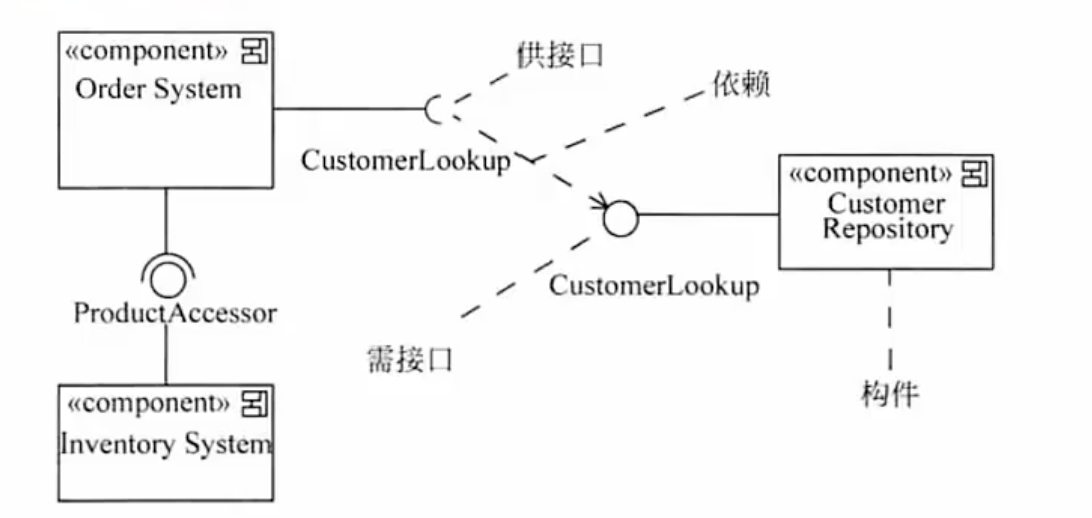 «component»
Order System
供接口
依赖
CustomerLookup
«component»
Customer
Repository
CustomerLookup
ProductAccessor
需接口
构件
«component»
Inventory System